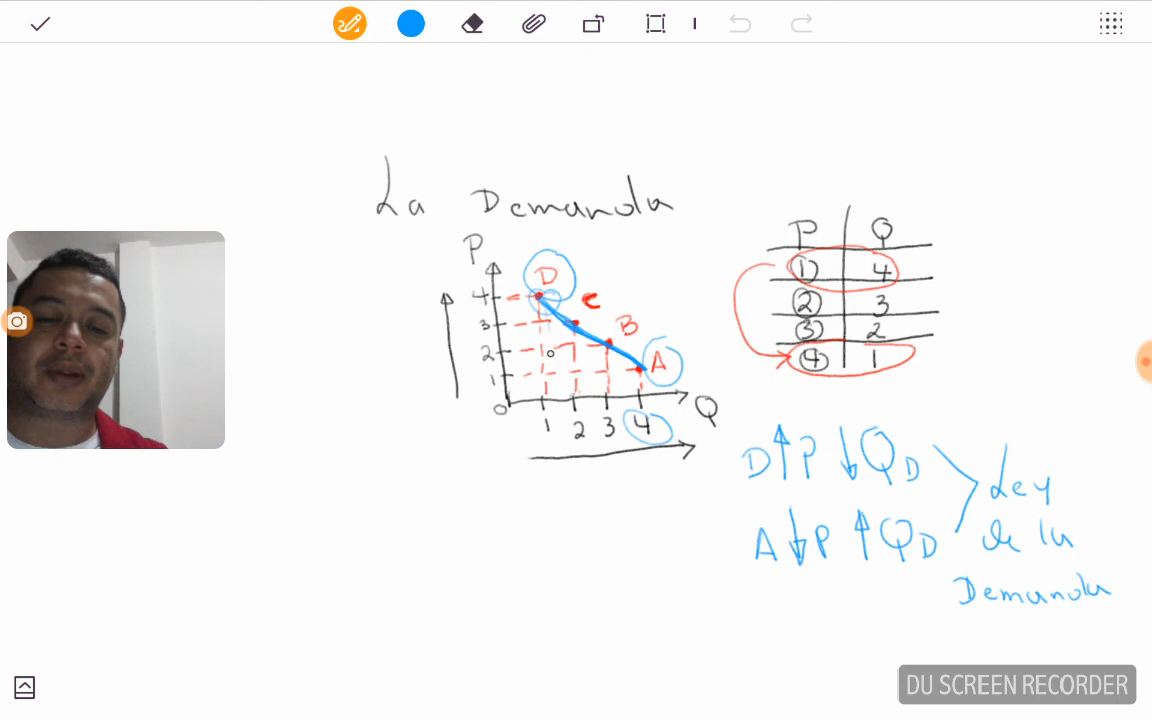 La Demanda
P
D
4
C
3
B
2
A
1
0
1 2 3 4
Q
P Q
1 4
2 3
3 2
4 1
D↑P ↓QD
A↓P ↑QD
Ley
de la
Demanda
DU SCREEN RECORDER